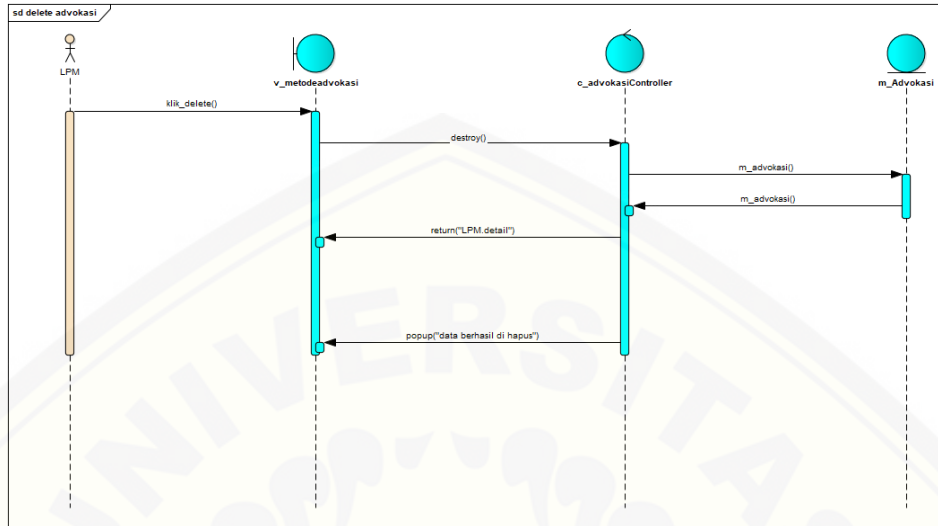 sd delete advokasi
LPM
v_metodeadvokasi
c_advokasiController
m_Advokasi
klik_delete()
destroy()
m_advokasi()
m_advokasi()
return("LPM.detail")
popup("data berhasil di hapus")
UNIVERSITA